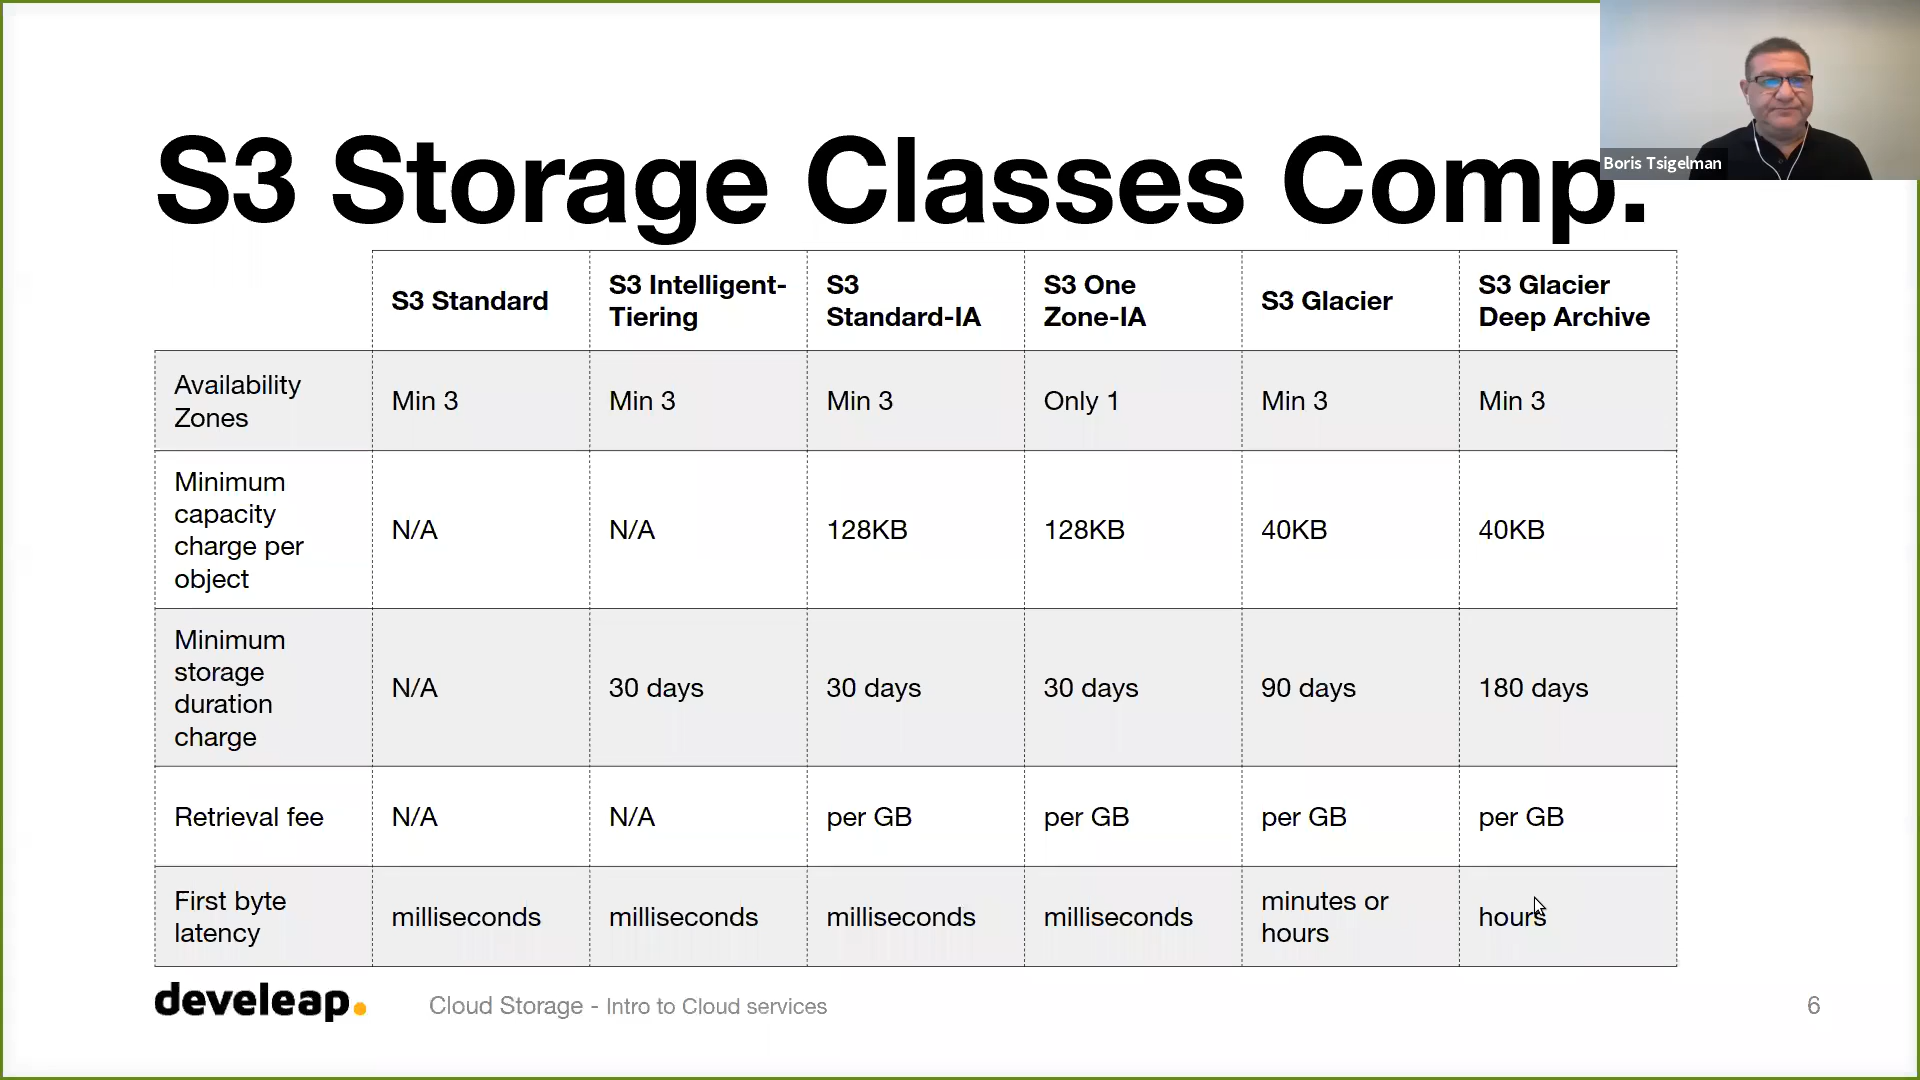 Boris Tsigelman
S3 Storage Classes Comp.
S3 Standard
S3 Intelligent-
Tiering
S3
Standard-IA
S3 One
Zone-IA
S3 Glacier
S3 Glacier
Deep Archive
Availability
Zones
Min 3
Min 3
Min 3
Only 1
Min 3
Min 3
Minimum
capacity
charge per
object
N/A
N/A
128KB
128KB
40KB
40KB
Minimum
storage
duration
charge
N/A
30 days
30 days
30 days
90 days
180 days
Retrieval fee
N/A
N/A
per GB
per GB
per GB
per GB
First byte
latency
milliseconds
milliseconds
milliseconds
milliseconds
minutes or
hours
hours
develeap.
Cloud Storage - Intro to Cloud services
6